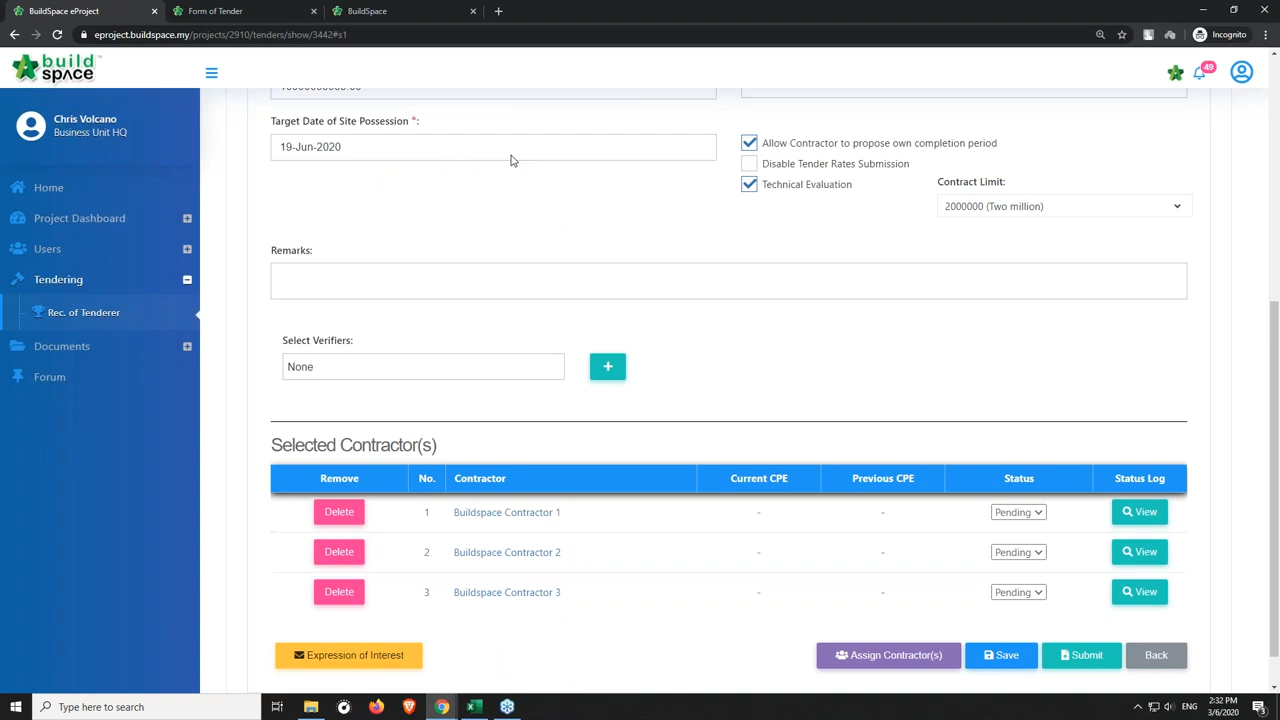 BuildSpace eProject
Form of Tender
BuildSpace
eproject.buildspace.my/projects/2910/tenders/show/3442#s1
Incognito
build space
49
Chris Volcano
Business Unit HQ
Home
Project Dashboard
Users
Tendering
Rec. of Tenderer
Documents
Forum
Target Date of Site Possession *:
19-Jun-2020
Allow Contractor to propose own completion period
Disable Tender Rates Submission
Technical Evaluation
Contract Limit:
2000000 (Two million)
Remarks:
Select Verifiers:
None
+
Selected Contractor(s)
Remove No. Contractor Current CPE Previous CPE Status Status Log
Delete 1 Buildspace Contractor 1 - - Pending View
Delete 2 Buildspace Contractor 2 - - Pending View
Delete 3 Buildspace Contractor 3 - - Pending View
Expression of Interest Assign Contractor(s) Save Submit Back
Type here to search
ENG
2:32 PM
3/6/2020